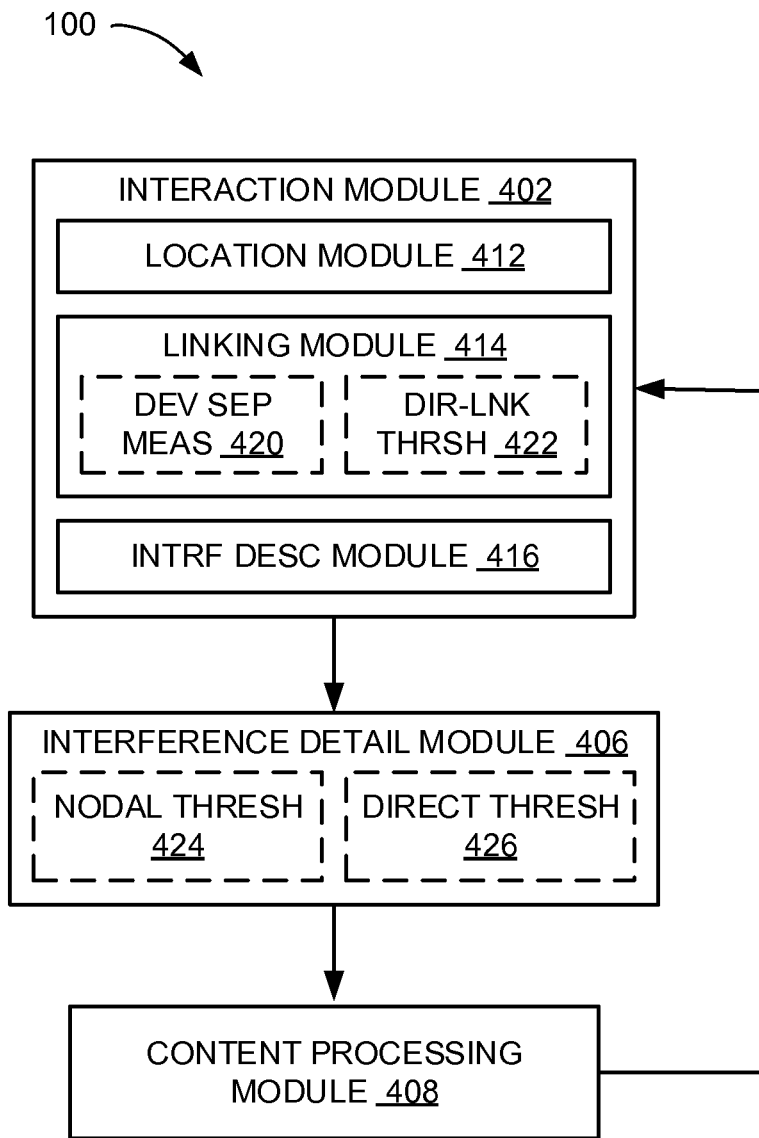 100
INTERACTION MODULE 402
LOCATION MODULE 412
LINKING MODULE 414
DEV SEP
MEAS 420
DIR-LNK
THRSH 422
INTRF DESC MODULE 416
INTERFERENCE DETAIL MODULE 406
NODAL THRESH
424
DIRECT THRESH
426
CONTENT PROCESSING
MODULE 408